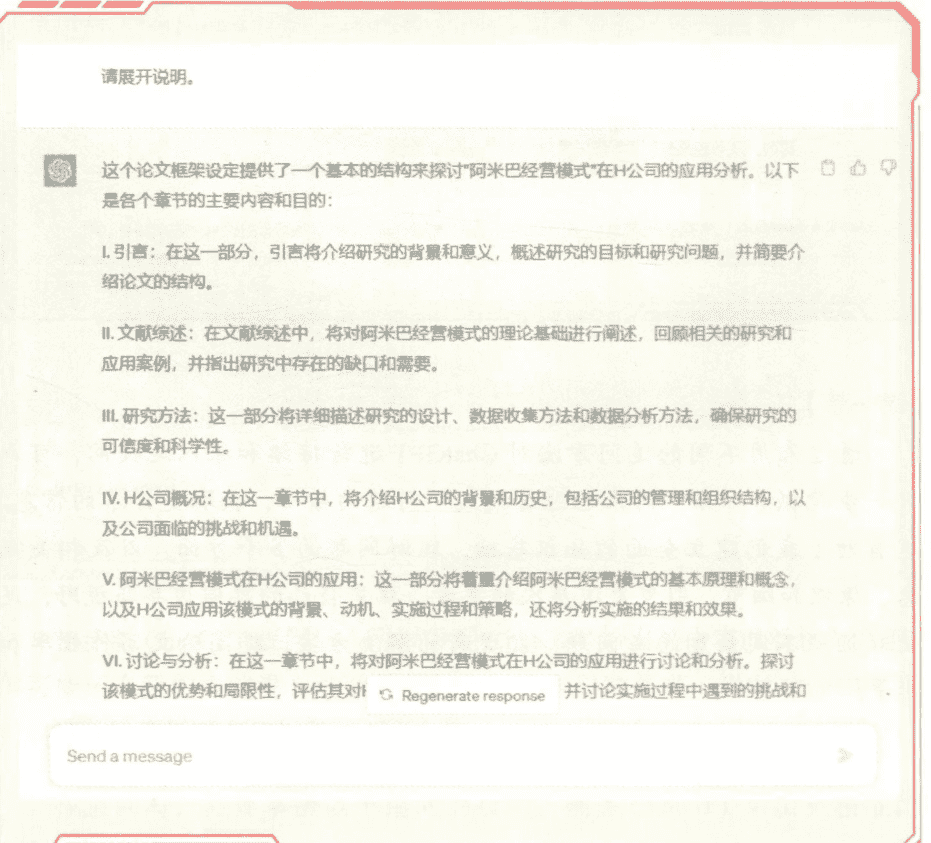 请展开说明。
这个论文框架设定提供了一个基本的结构来探讨"阿米巴经营模式"在H公司的应用分析。以下
是各个章节的主要内容和目的：
I. 引言：在这一部分，引言将介绍研究的背景和意义，概述研究的目标和研究问题，并简要介
绍论文的结构。
II. 文献综述：在文献综述中，将对阿米巴经营模式的理论基础进行阐述，回顾相关的研究和
应用案例，并指出研究中存在的缺口和需要。
III. 研究方法：这一部分将详细描述研究的设计、数据收集方法和数据分析方法，确保研究的
可信度和科学性。
IV. H公司概况：在这一章节中，将介绍H公司的背景和历史，包括公司的管理和组织结构，以
及公司面临的挑战和机遇。
V. 阿米巴经营模式在H公司的应用：这一部分将着重介绍阿米巴经营模式的基本原理和概念，
以及H公司应用该模式的背景、动机、实施过程和策略，还将分析实施的结果和效果。
VI. 讨论与分析：在这一章节中，将对阿米巴经营模式在H公司的应用进行讨论和分析。探讨
该模式的优势和局限性，评估其对 Regenerate response 并讨论实施过程中遇到的挑战和
Send a message